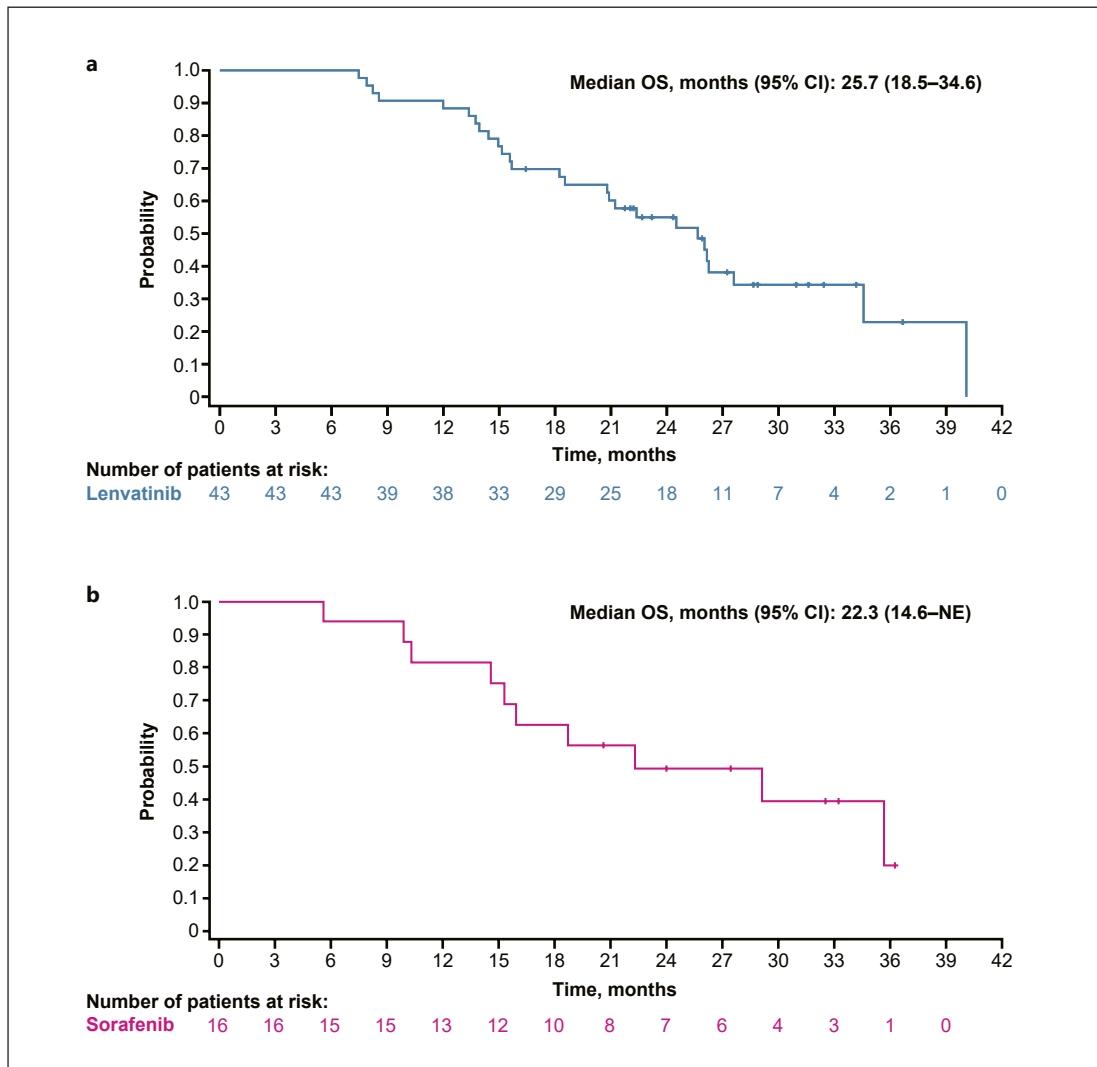 a
Median OS, months (95% CI): 25.7 (18.5–34.6)
Probability
1.0
0.9
0.8
0.7
0.6
0.5
0.4
0.3
0.2
0.1
0
0 3 6 9 12 15 18 21 24 27 30 33 36 39 42
Time, months
Number of patients at risk:
Lenvatinib 43 43 43 39 38 33 29 25 18 11 7 4 2 1 0
b
Median OS, months (95% CI): 22.3 (14.6–NE)
Probability
1.0
0.9
0.8
0.7
0.6
0.5
0.4
0.3
0.2
0.1
0
0 3 6 9 12 15 18 21 24 27 30 33 36 39 42
Time, months
Number of patients at risk:
Sorafenib 16 16 15 15 13 12 10 8 7 6 4 3 1 0